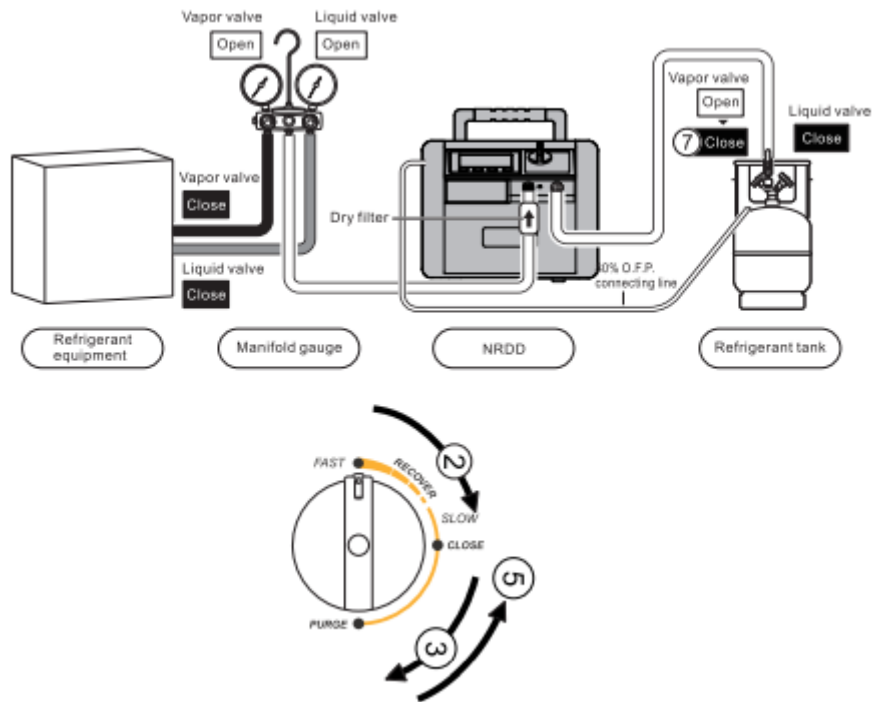 Vapor valve
Liquid valve
Open
Open
Vapor valve
Open
Liquid valve
7
Close
Close
Vapor valve
Close
Dry filter
Liquid valve
Close
0% O.F.P.
connecting line
Refrigerant
equipment
Manifold gauge
NRDD
Refrigerant tank
2
FAST
RECOVER
SLOW
CLOSE
5
PURGE
3